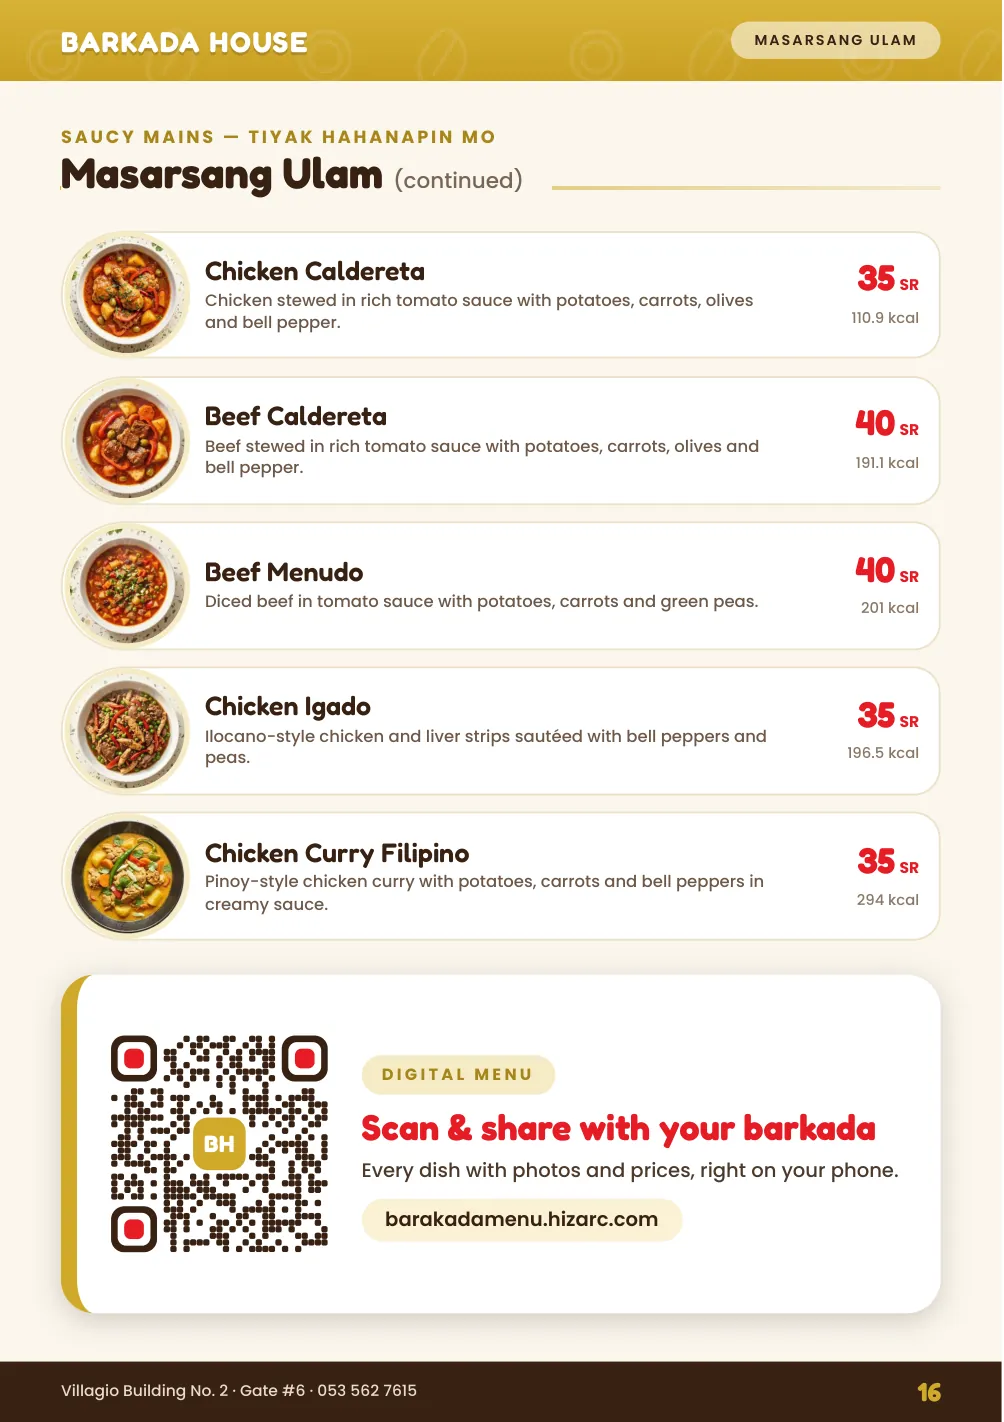 BARKADA HOUSE
MASARSANG ULAM
SAUCY MAINS — TIYAK HAHANAPIN MO
Masarsang Ulam (continued)
Chicken Caldereta
Chicken stewed in rich tomato sauce with potatoes, carrots, olives
and bell pepper.
35 SR
110.9 kcal
Beef Caldereta
Beef stewed in rich tomato sauce with potatoes, carrots, olives and
bell pepper.
40 SR
191.1 kcal
Beef Menudo
Diced beef in tomato sauce with potatoes, carrots and green peas.
40 SR
201 kcal
Chicken Igado
Ilocano-style chicken and liver strips sautéed with bell peppers and
peas.
35 SR
196.5 kcal
Chicken Curry Filipino
Pinoy-style chicken curry with potatoes, carrots and bell peppers in
creamy sauce.
35 SR
294 kcal
BH
DIGITAL MENU
Scan & share with your barkada
Every dish with photos and prices, right on your phone.
barakadamenu.hizarc.com
Villagio Building No. 2 · Gate #6 · 053 562 7615
16